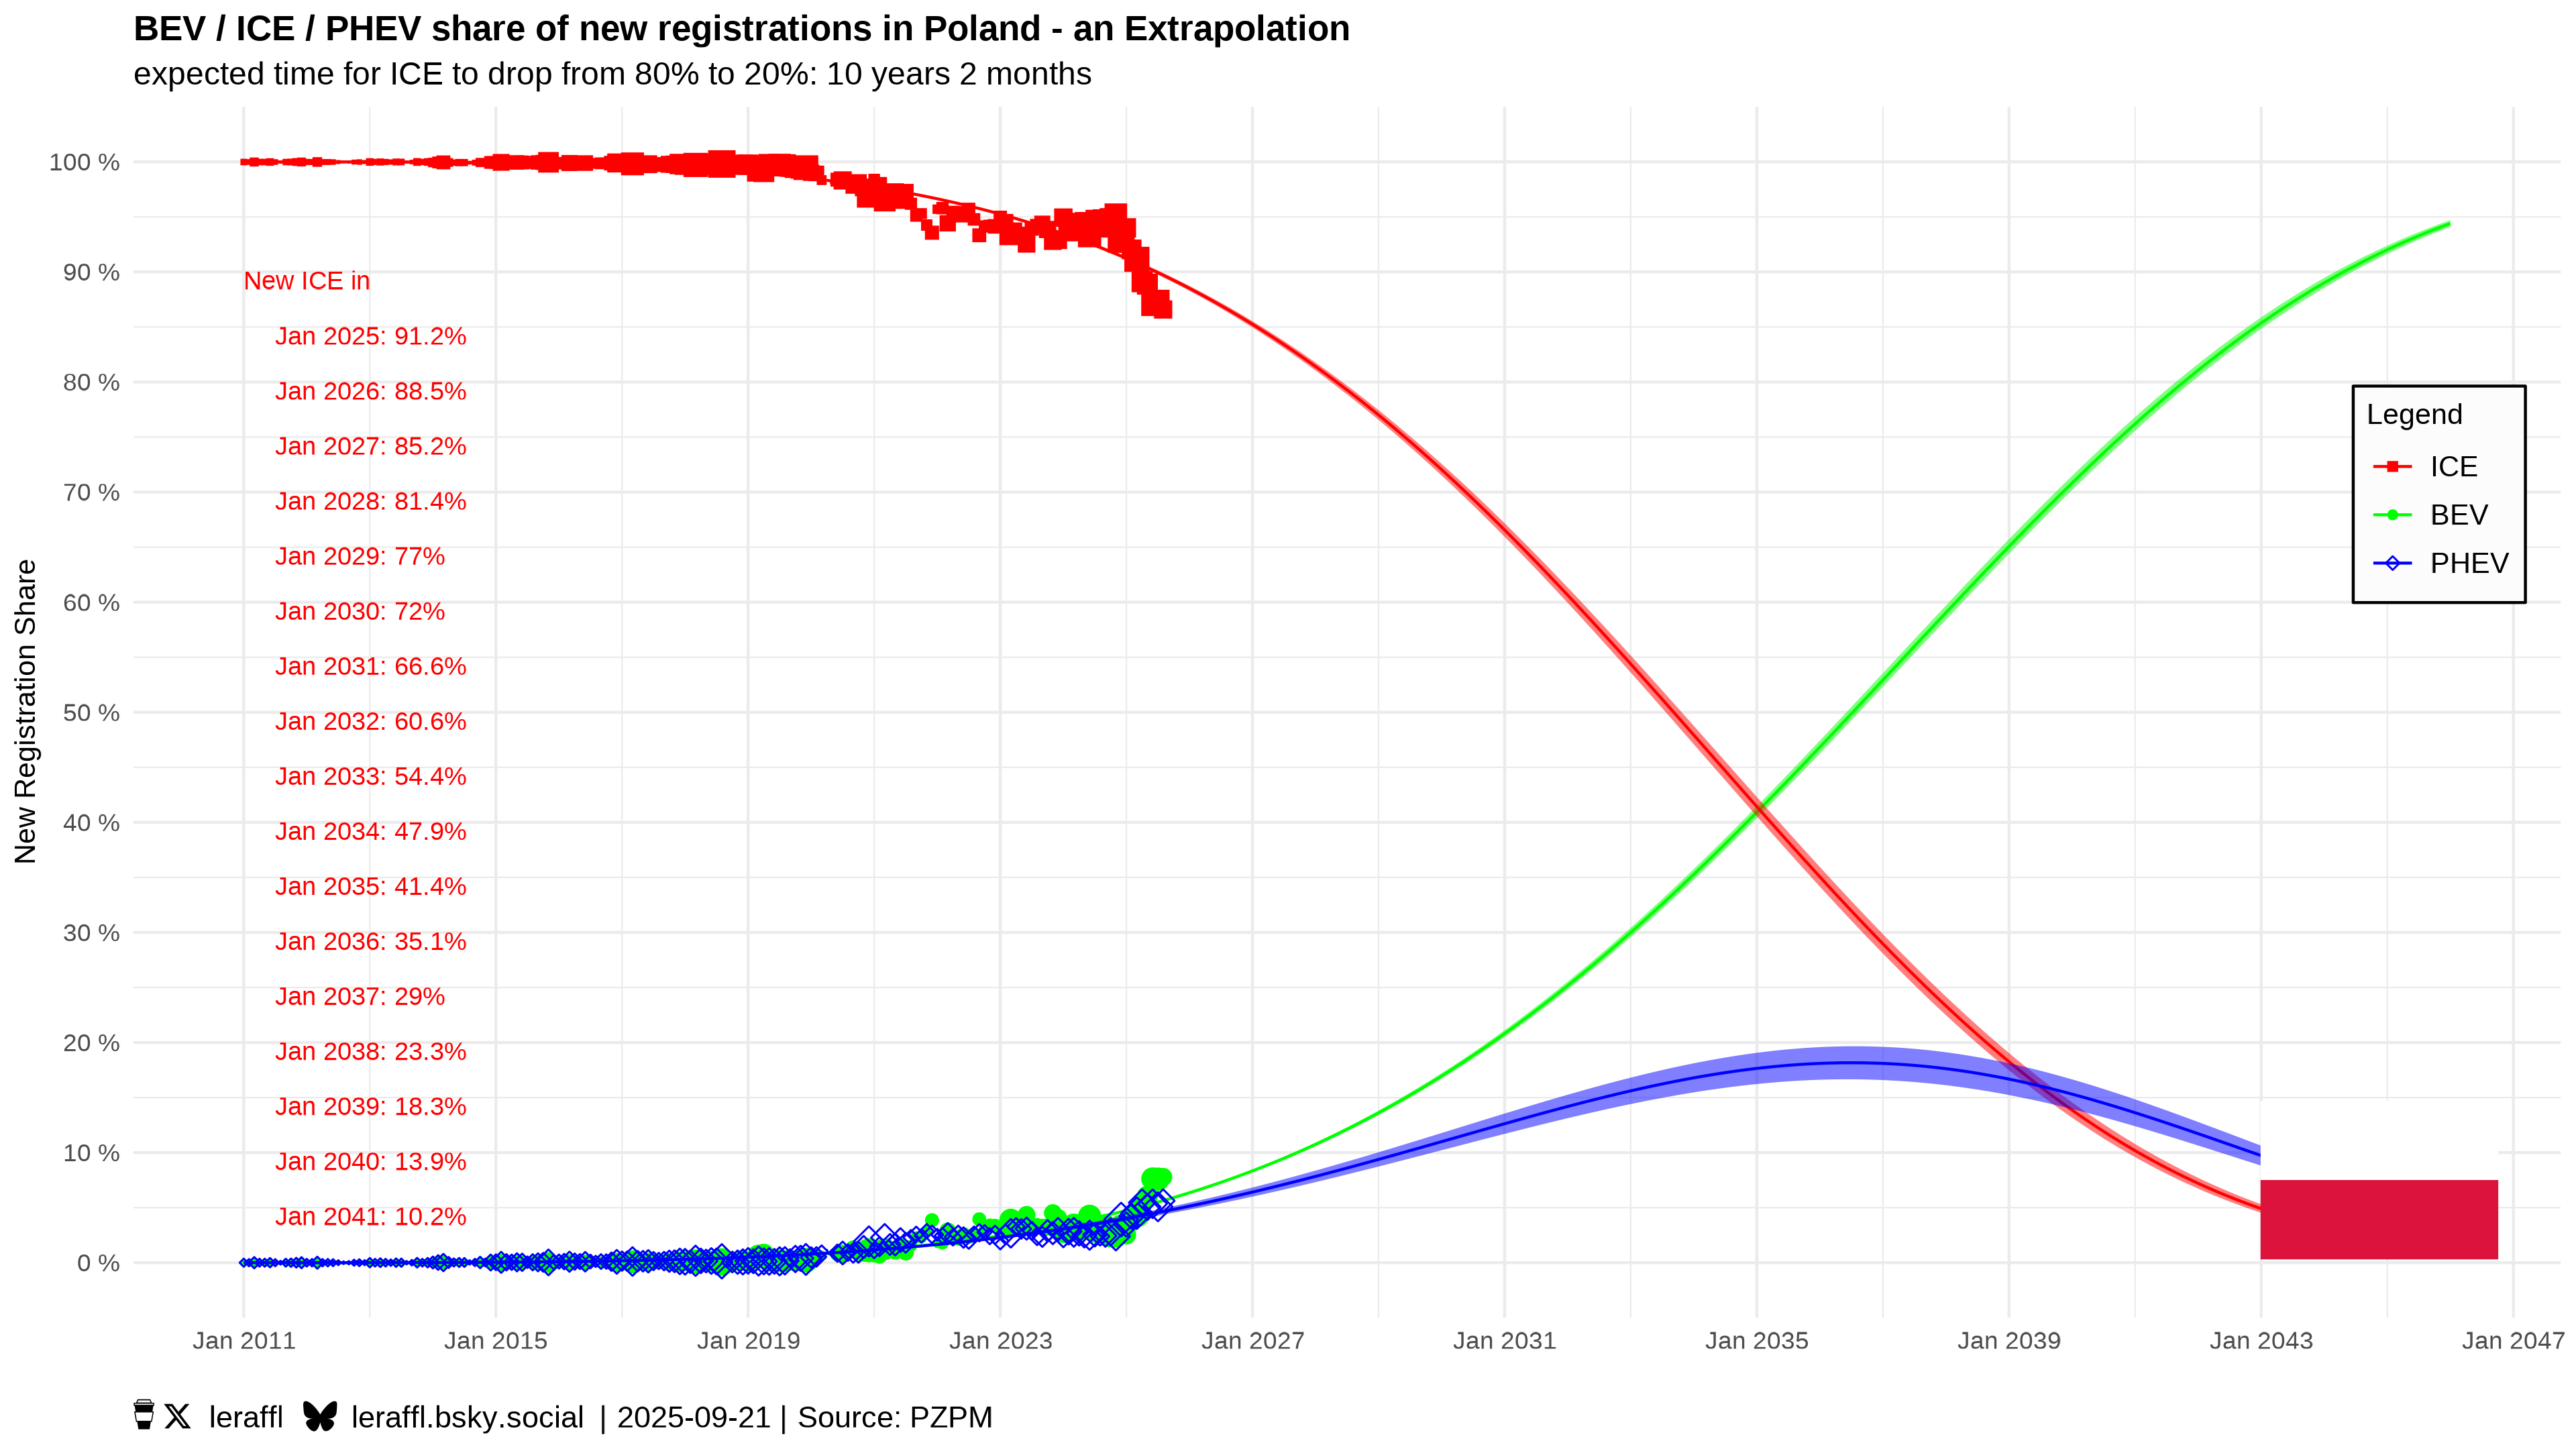 BEV / ICE / PHEV share of new registrations in Poland - an Extrapolation
expected time for ICE to drop from 80% to 20%: 10 years 2 months
New Registration Share
100 %
90 %
80 %
70 %
60 %
50 %
40 %
30 %
20 %
10 %
0 %
New ICE in
Jan 2025: 91.2%
Jan 2026: 88.5%
Jan 2027: 85.2%
Jan 2028: 81.4%
Jan 2029: 77%
Jan 2030: 72%
Jan 2031: 66.6%
Jan 2032: 60.6%
Jan 2033: 54.4%
Jan 2034: 47.9%
Jan 2035: 41.4%
Jan 2036: 35.1%
Jan 2037: 29%
Jan 2038: 23.3%
Jan 2039: 18.3%
Jan 2040: 13.9%
Jan 2041: 10.2%
Legend
ICE
BEV
PHEV
Jan 2011
Jan 2015
Jan 2019
Jan 2023
Jan 2027
Jan 2031
Jan 2035
Jan 2039
Jan 2043
Jan 2047
leraffl leraffl.bsky.social | 2025-09-21 | Source: PZPM